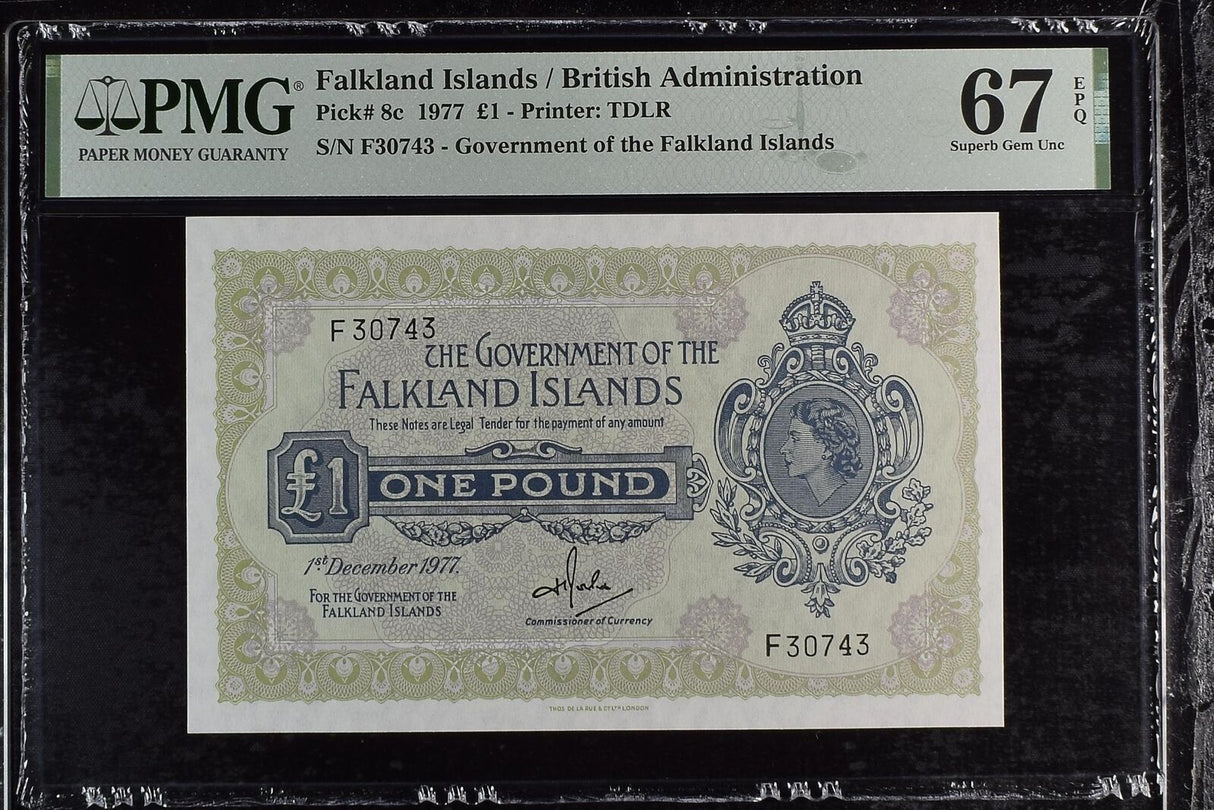 PMG®
PAPER MONEY GUARANTY
Falkland Islands / British Administration
Pick# 8c 1977 £1 - Printer: TDLR
S/N F30743 - Government of the Falkland Islands
67
EPQ
Superb Gem Unc
F30743
THE GOVERNMENT OF THE
FALKLAND ISLANDS
These Notes are Legal Tender for the payment of any amount
£1
ONE POUND
1st December 1977.
FOR THE GOVERNMENT OF THE
FALKLAND ISLANDS
Commissioner of Currency
F30743
THOS DE LA RUE & CY LTD LONDON